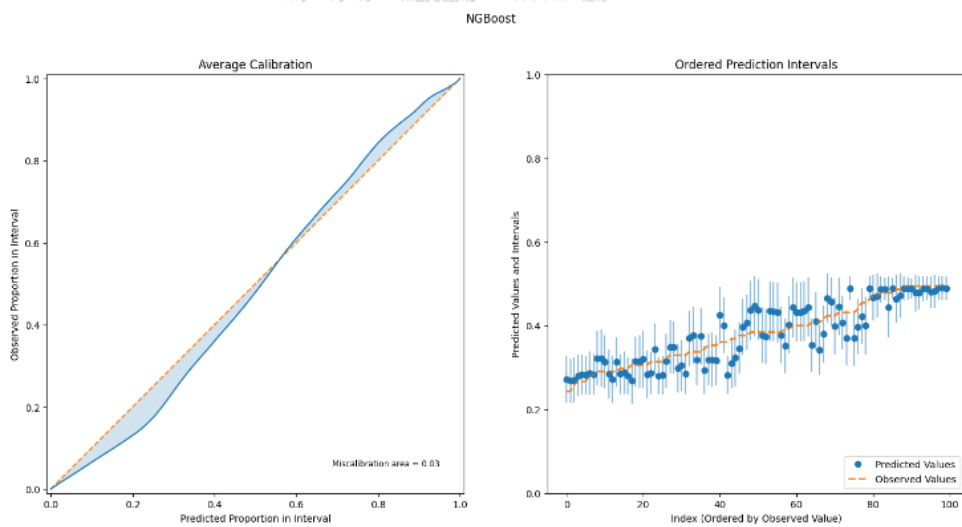 NGBoost
Average Calibration
1.0
0.8
0.6
0.4
0.2
0.0
Observed Proportion in Interval
Miscalibration area = 0.03
0.0 0.2 0.4 0.6 0.8 1.0
Predicted Proportion in Interval
Ordered Prediction Intervals
1.0
0.8
0.6
0.4
0.2
0.0
Predicted Values and Intervals
Predicted Values
Observed Values
0 20 40 60 80 100
Index (Ordered by Observed Value)